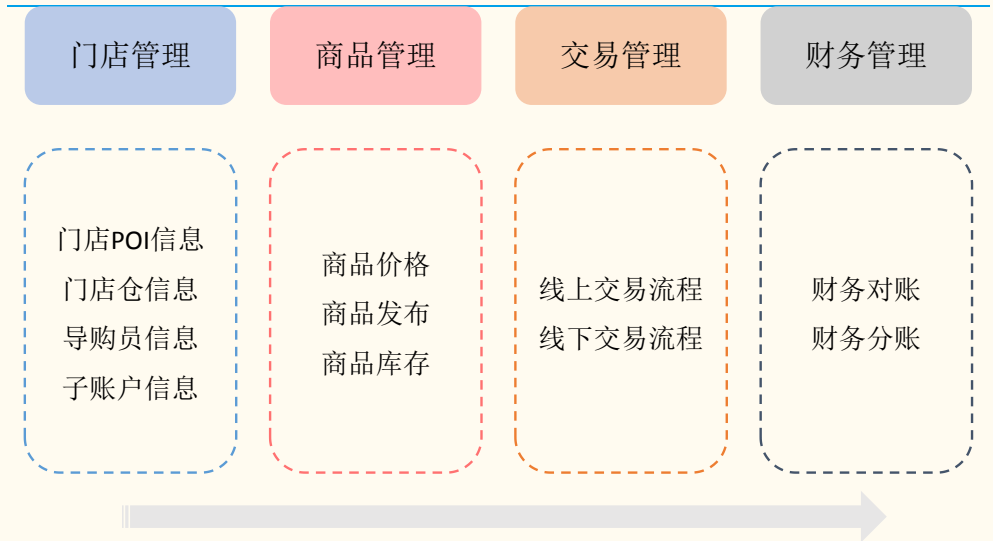 门店管理
商品管理
交易管理
财务管理
门店POI信息
门店仓信息
导购员信息
子账户信息
商品价格
商品发布
商品库存
线上交易流程
线下交易流程
财务对账
财务分账